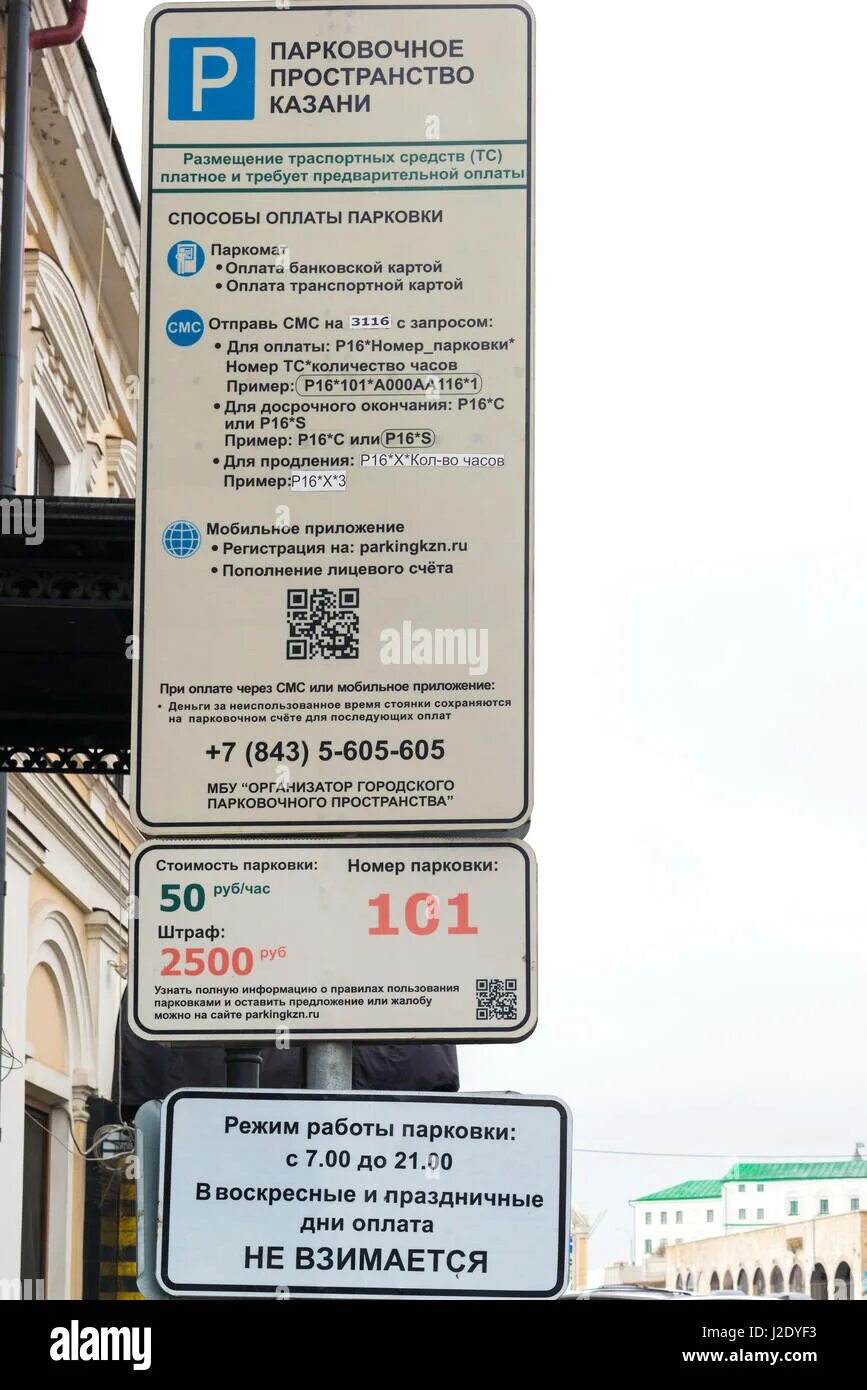 P
ПАРКОВОЧНОЕ
ПРОСТРАНСТВО
КАЗАНИ
Размещение траспортных средств (ТС)
платное и требует предварительной оплаты
СПОСОБЫ ОПЛАТЫ ПАРКОВКИ
Паркомат
• Оплата банковской картой
• Оплата транспортной картой
СМС Отправь СМС на 3116 с запросом:
• Для оплаты: P16*Номер_парковки*
Номер ТС*количество часов
Пример: P16*101*A000AA116*1
• Для досрочного окончания: P16*C
или P16*S
Пример: P16*C или P16*S
• Для продления: P16*X*Кол-во часов
Пример: P16*X*3
Мобильное приложение
• Регистрация на: parkingkzn.ru
• Пополнение лицевого счёта
При оплате через СМС или мобильное приложение:
• Деньги за неиспользованное время стоянки сохраняются
на парковочном счёте для последующих оплат
+7 (843) 5-605-605
МБУ “ОРГАНИЗАТОР ГОРОДСКОГО
ПАРКОВОЧНОГО ПРОСТРАНСТВА”
Стоимость парковки:
50 руб/час
Штраф:
2500 руб
Номер парковки:
101
Узнать полную информацию о правилах пользования
парковками и оставить предложение или жалобу
можно на сайте parkingkzn.ru
Режим работы парковки:
с 7.00 до 21.00
В воскресные и праздничные
дни оплата
НЕ ВЗИМАЕТСЯ
a
a
a
a
alamy
alamy stock photo
J2DYF3
www.alamy.com